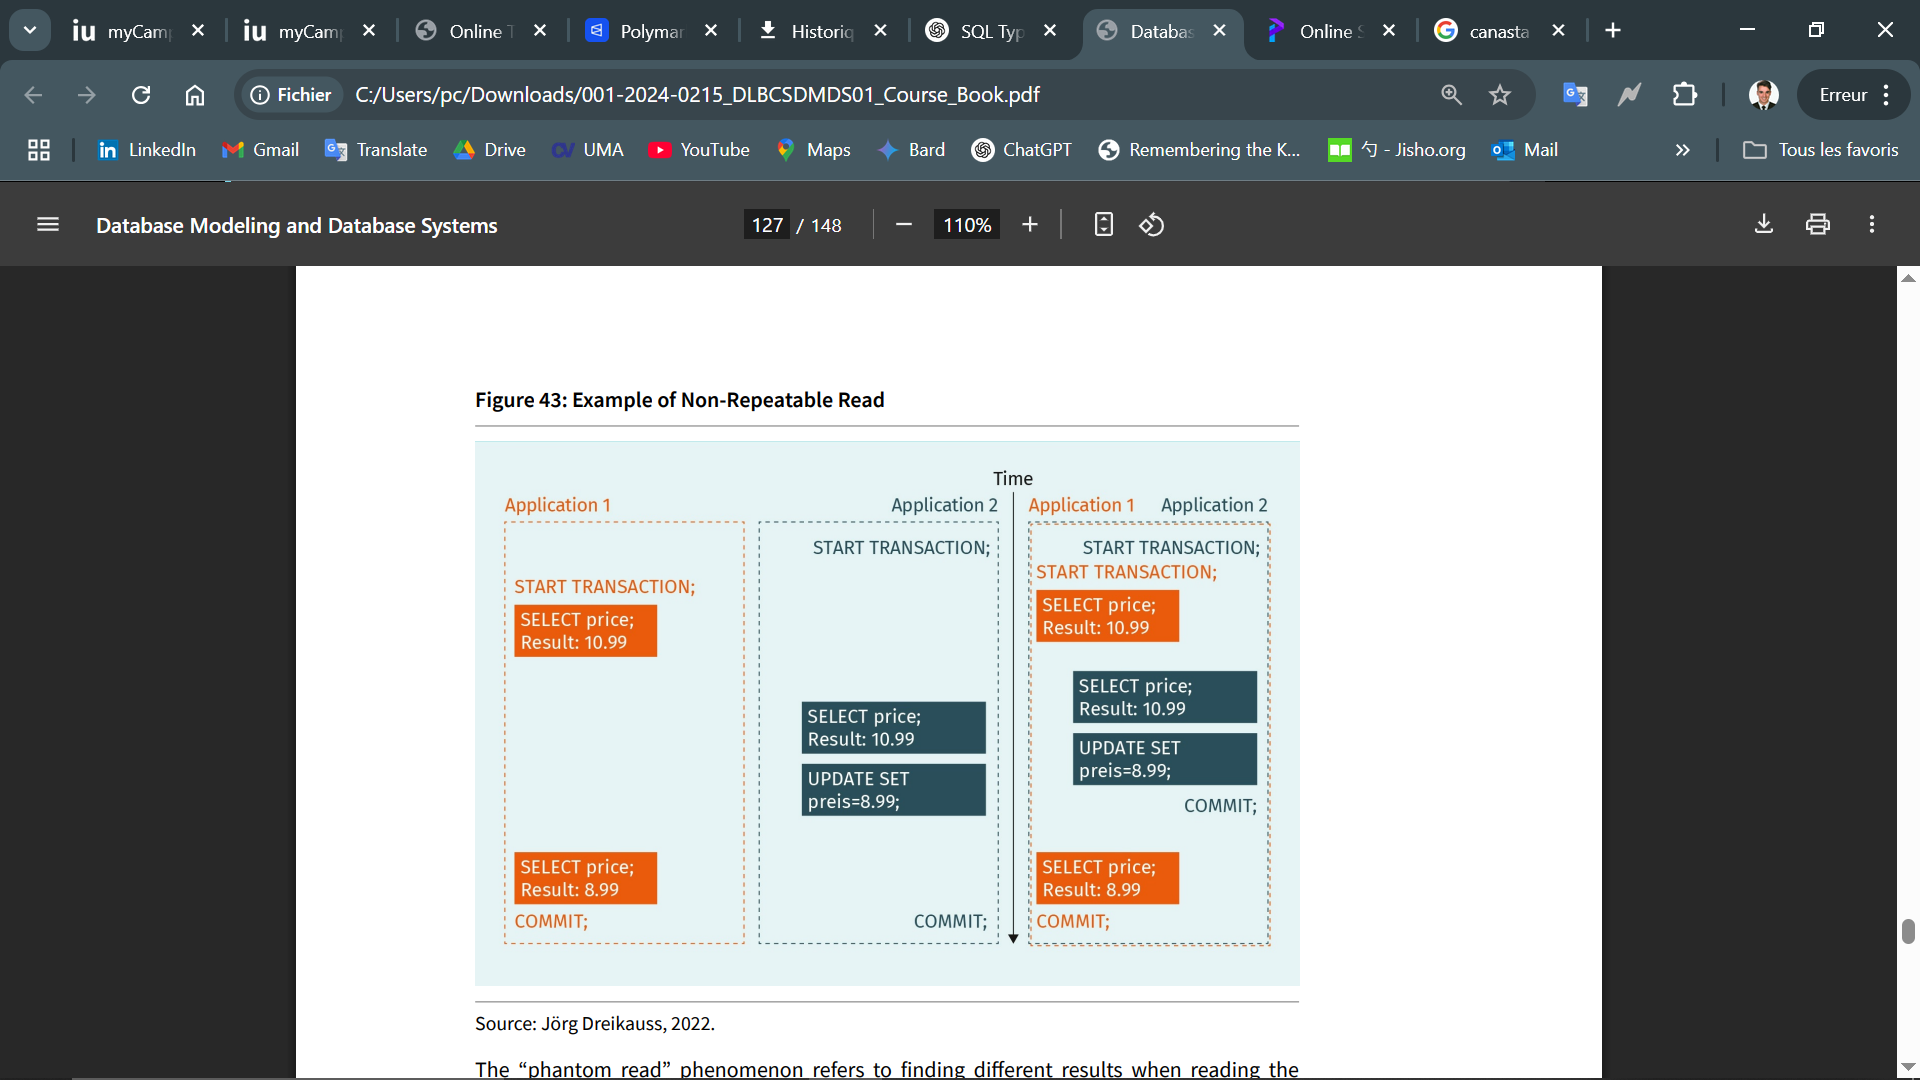 myCam
myCam
Online T
Polymar
Historiq
SQL Typ
Databas
Online S
canasta
Fichier
C:/Users/pc/Downloads/001-2024-0215_DLBCSDMDS01_Course_Book.pdf
Erreur
LinkedIn
Gmail
Translate
Drive
UMA
YouTube
Maps
Bard
ChatGPT
Remembering the K...
勺 - Jisho.org
Mail
Tous les favoris
Database Modeling and Database Systems
127 / 148
110%
Figure 43: Example of Non-Repeatable Read
Time
Application 1
Application 2
Application 1
Application 2
START TRANSACTION;
START TRANSACTION;
START TRANSACTION;
START TRANSACTION;
SELECT price;
Result: 10.99
SELECT price;
Result: 10.99
SELECT price;
Result: 10.99
SELECT price;
Result: 10.99
UPDATE SET
preis=8.99;
UPDATE SET
preis=8.99;
COMMIT;
SELECT price;
Result: 8.99
SELECT price;
Result: 8.99
COMMIT;
COMMIT;
COMMIT;
Source: Jörg Dreikauss, 2022.
The “phantom read” phenomenon refers to finding different results when reading the